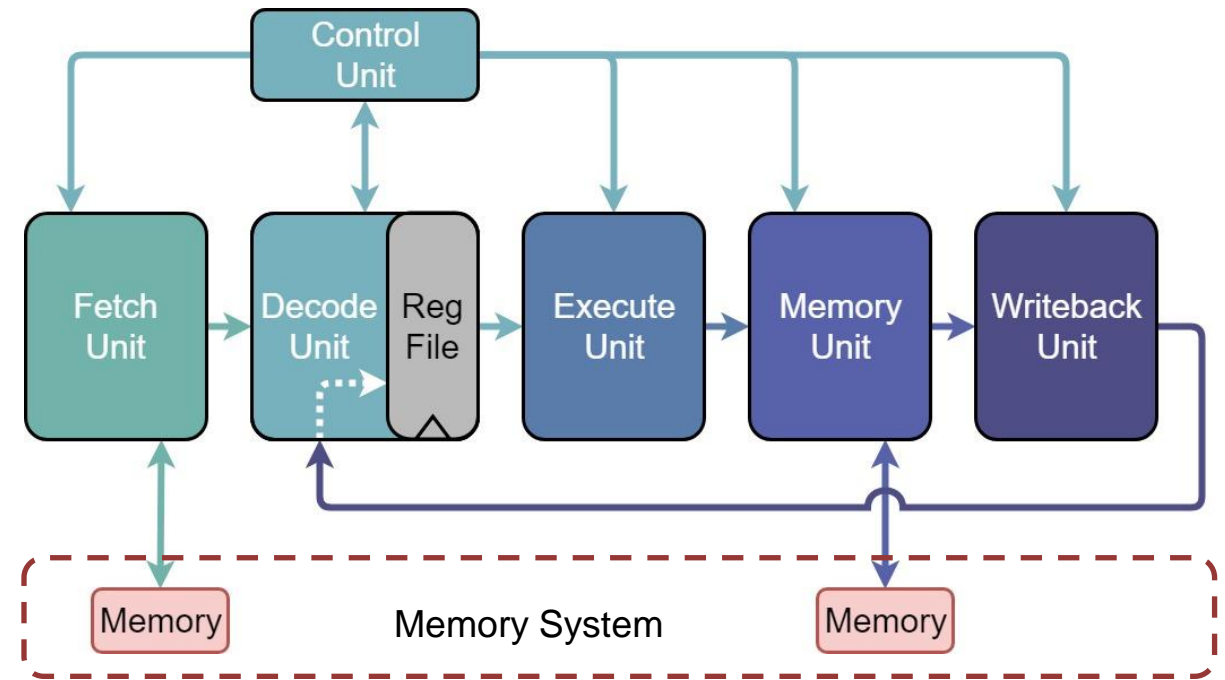 Control
Unit
Fetch
Unit
Decode
Unit
Reg
File
Execute
Unit
Memory
Unit
Writeback
Unit
Memory
Memory System
Memory